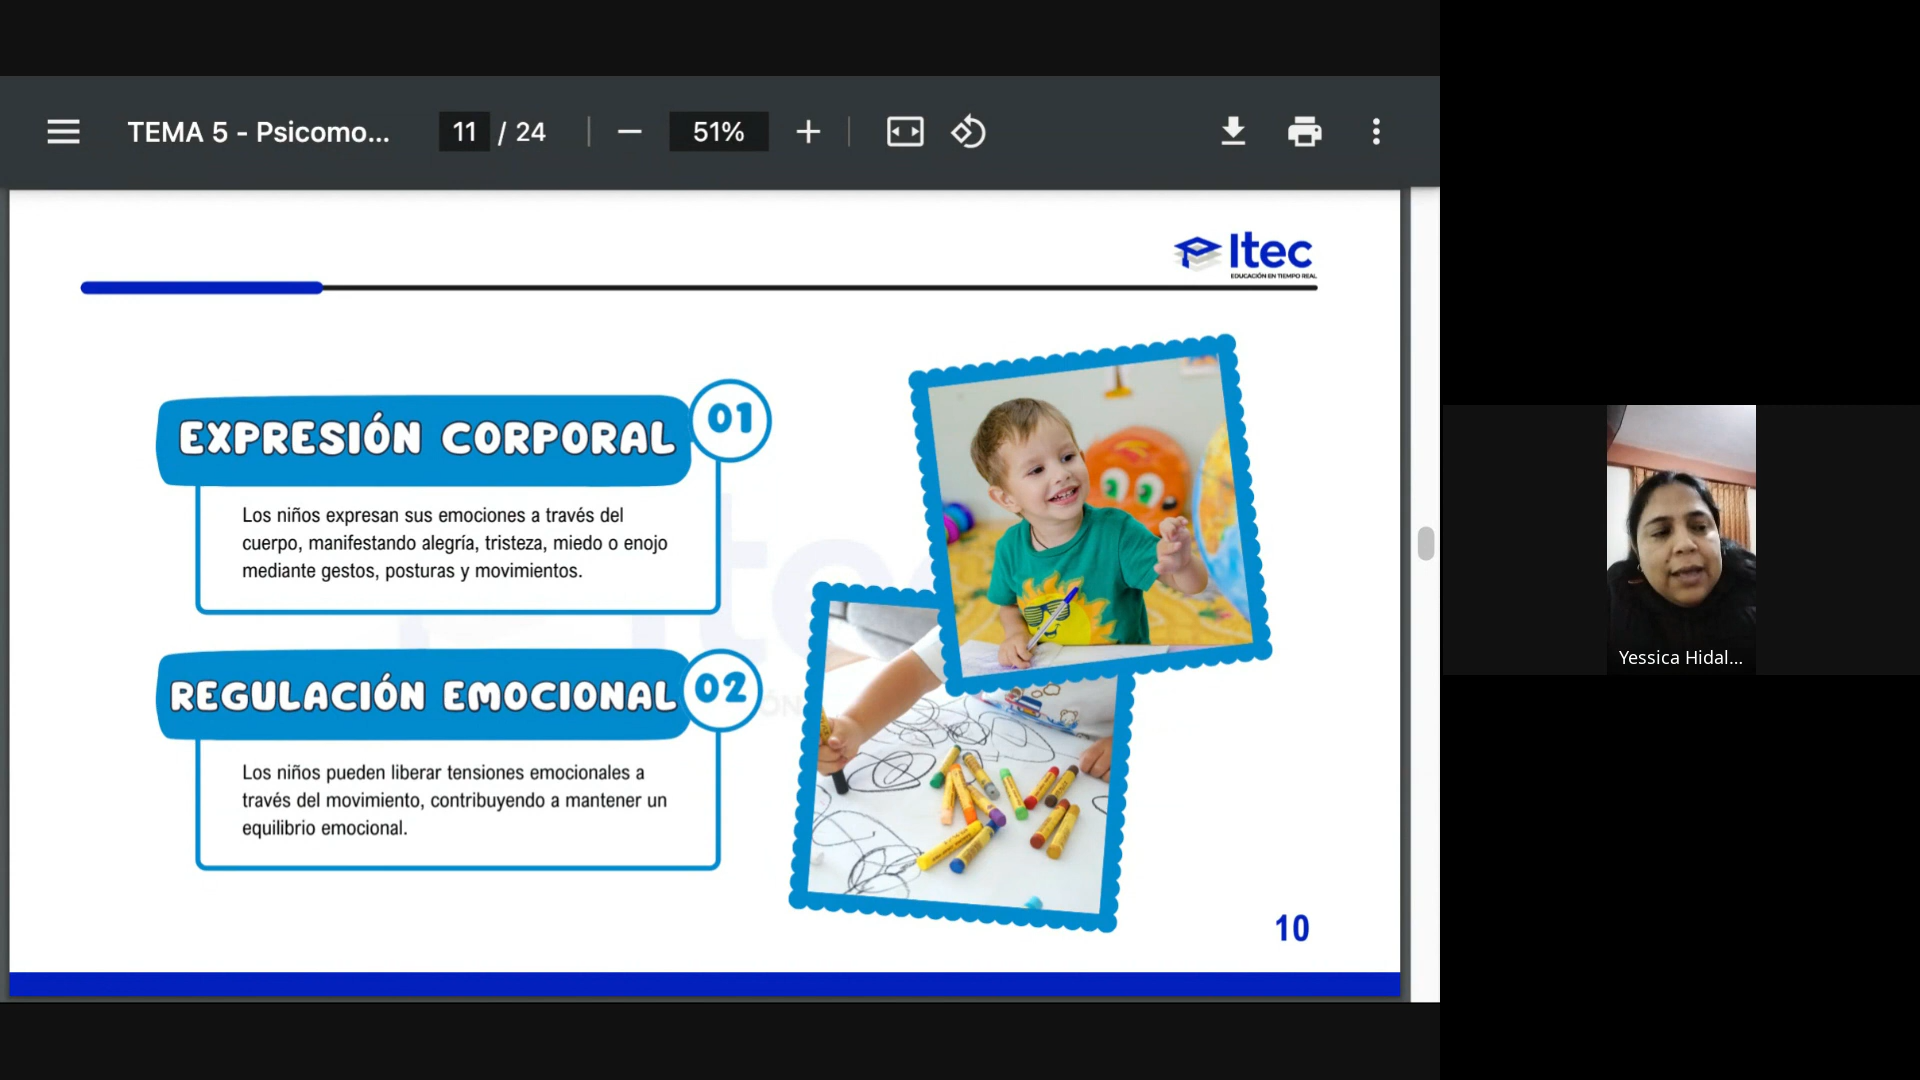 TEMA 5 - Psicomo...
11 / 24
51%
Itec
EDUCACIÓN EN TIEMPO REAL
EXPRESIÓN CORPORAL
01
Los niños expresan sus emociones a través del
cuerpo, manifestando alegría, tristeza, miedo o enojo
mediante gestos, posturas y movimientos.
REGULACIÓN EMOCIONAL
02
Los niños pueden liberar tensiones emocionales a
través del movimiento, contribuyendo a mantener un
equilibrio emocional.
10
Yessica Hidal...